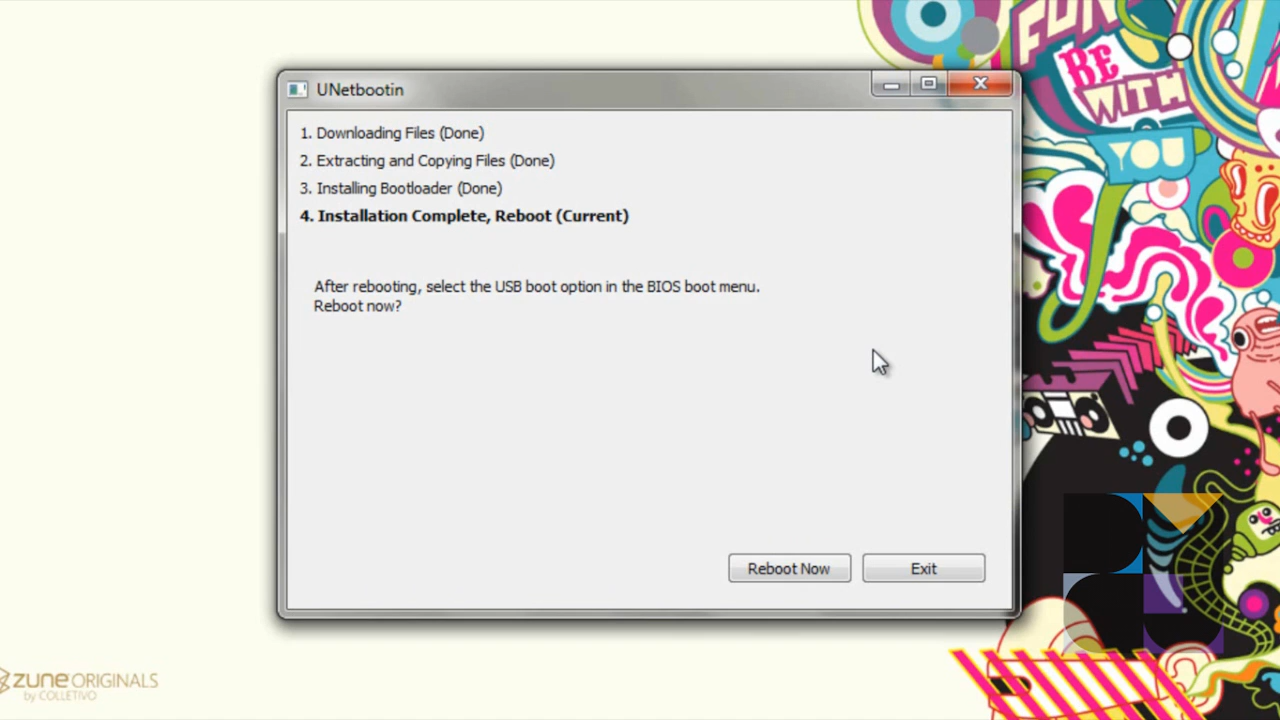 UNetbootin
1. Downloading Files (Done)
2. Extracting and Copying Files (Done)
3. Installing Bootloader (Done)
4. Installation Complete, Reboot (Current)
After rebooting, select the USB boot option in the BIOS boot menu.
Reboot now?
Reboot Now
Exit
FUN
BE
WITH
YOU
zune ORIGINALS
by COLLETIVO